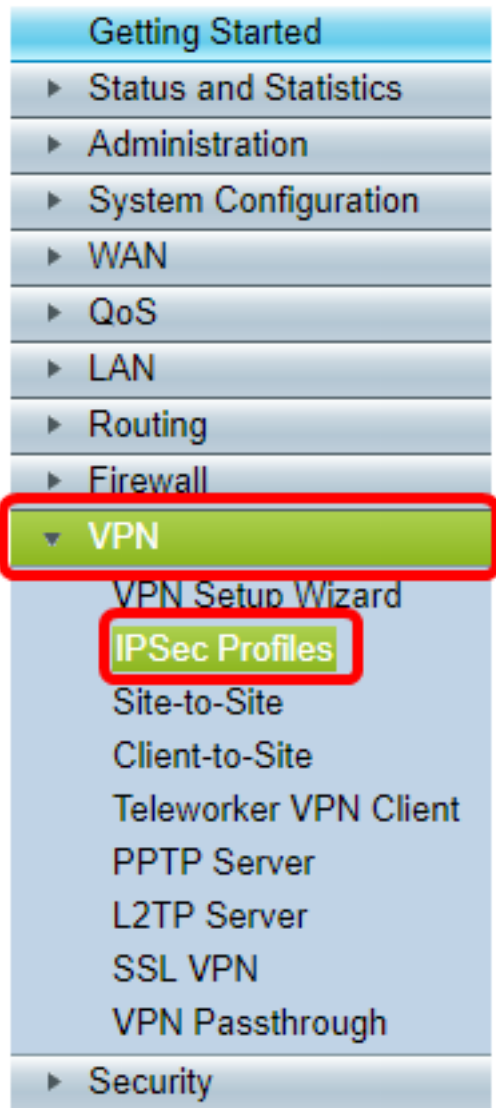 Getting Started
Status and Statistics
Administration
System Configuration
WAN
QoS
LAN
Routing
Firewall
VPN
VPN Setup Wizard
IPSec Profiles
Site-to-Site
Client-to-Site
Teleworker VPN Client
PPTP Server
L2TP Server
SSL VPN
VPN Passthrough
Security